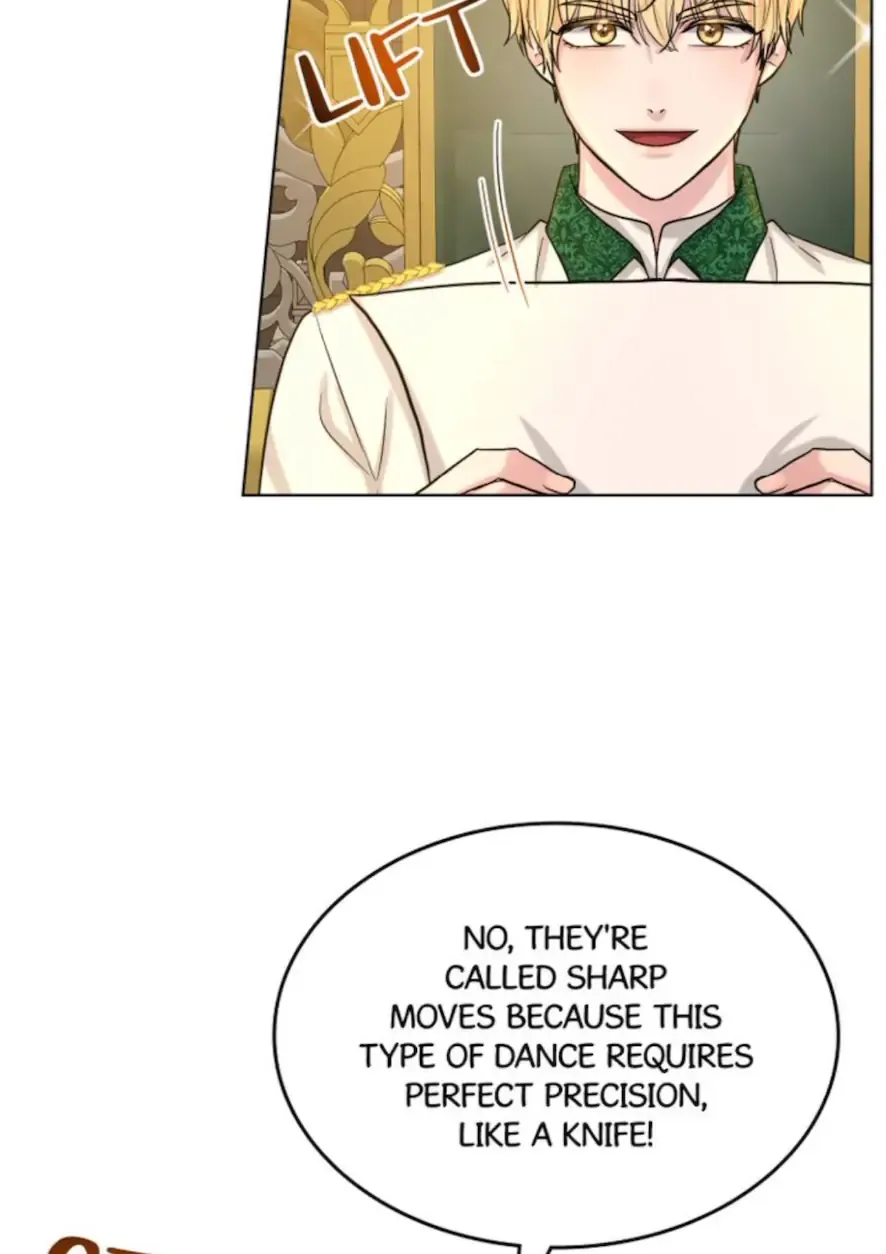 LIFT
NO, THEY'RE
CALLED SHARP
MOVES BECAUSE THIS
TYPE OF DANCE REQUIRES
PERFECT PRECISION,
LIKE A KNIFE!